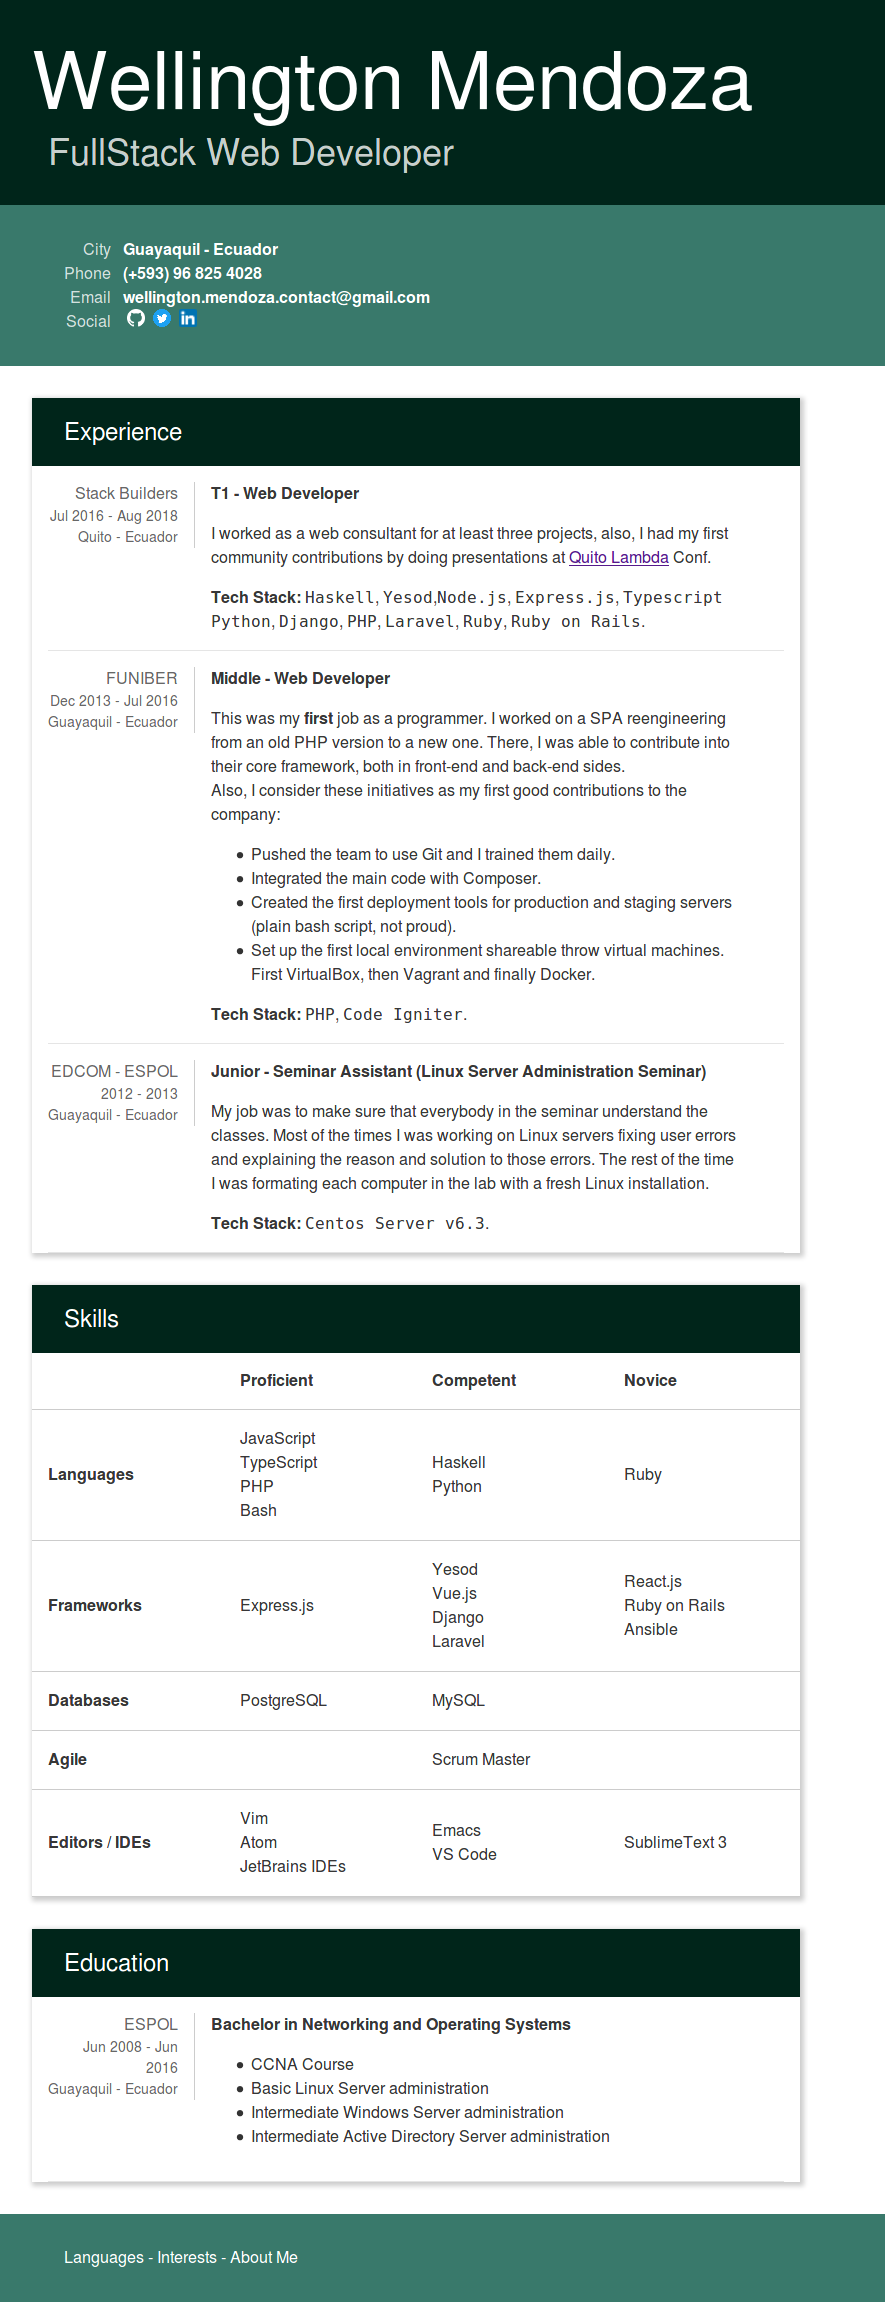 Wellington Mendoza
FullStack Web Developer
City Guayaquil - Ecuador
Phone (+593) 96 825 4028
Email wellington.mendoza.contact@gmail.com
Social
Experience
Stack Builders
Jul 2016 - Aug 2018
Quito - Ecuador
T1 - Web Developer
I worked as a web consultant for at least three projects, also, I had my first
community contributions by doing presentations at Quito Lambda Conf.
Tech Stack: Haskell, Yesod,Node.js, Express.js, Typescript
Python, Django, PHP, Laravel, Ruby, Ruby on Rails.
FUNIBER
Dec 2013 - Jul 2016
Guayaquil - Ecuador
Middle - Web Developer
This was my first job as a programmer. I worked on a SPA reengineering
from an old PHP version to a new one. There, I was able to contribute into
their core framework, both in front-end and back-end sides.
Also, I consider these initiatives as my first good contributions to the
company:
• Pushed the team to use Git and I trained them daily.
• Integrated the main code with Composer.
• Created the first deployment tools for production and staging servers
(plain bash script, not proud).
• Set up the first local environment shareable throw virtual machines.
First VirtualBox, then Vagrant and finally Docker.
Tech Stack: PHP, Code Igniter.
EDCOM - ESPOL
2012 - 2013
Guayaquil - Ecuador
Junior - Seminar Assistant (Linux Server Administration Seminar)
My job was to make sure that everybody in the seminar understand the
classes. Most of the times I was working on Linux servers fixing user errors
and explaining the reason and solution to those errors. The rest of the time
I was formating each computer in the lab with a fresh Linux installation.
Tech Stack: Centos Server v6.3.
Skills
Proficient Competent Novice
Languages
JavaScript
TypeScript
PHP
Bash
Haskell
Python
Ruby
Frameworks
Express.js
Yesod
Vue.js
Django
Laravel
React.js
Ruby on Rails
Ansible
Databases PostgreSQL MySQL
Agile Scrum Master
Editors / IDEs
Vim
Atom
JetBrains IDEs
Emacs
VS Code
SublimeText 3
Education
ESPOL
Jun 2008 - Jun
2016
Guayaquil - Ecuador
Bachelor in Networking and Operating Systems
• CCNA Course
• Basic Linux Server administration
• Intermediate Windows Server administration
• Intermediate Active Directory Server administration
Languages - Interests - About Me